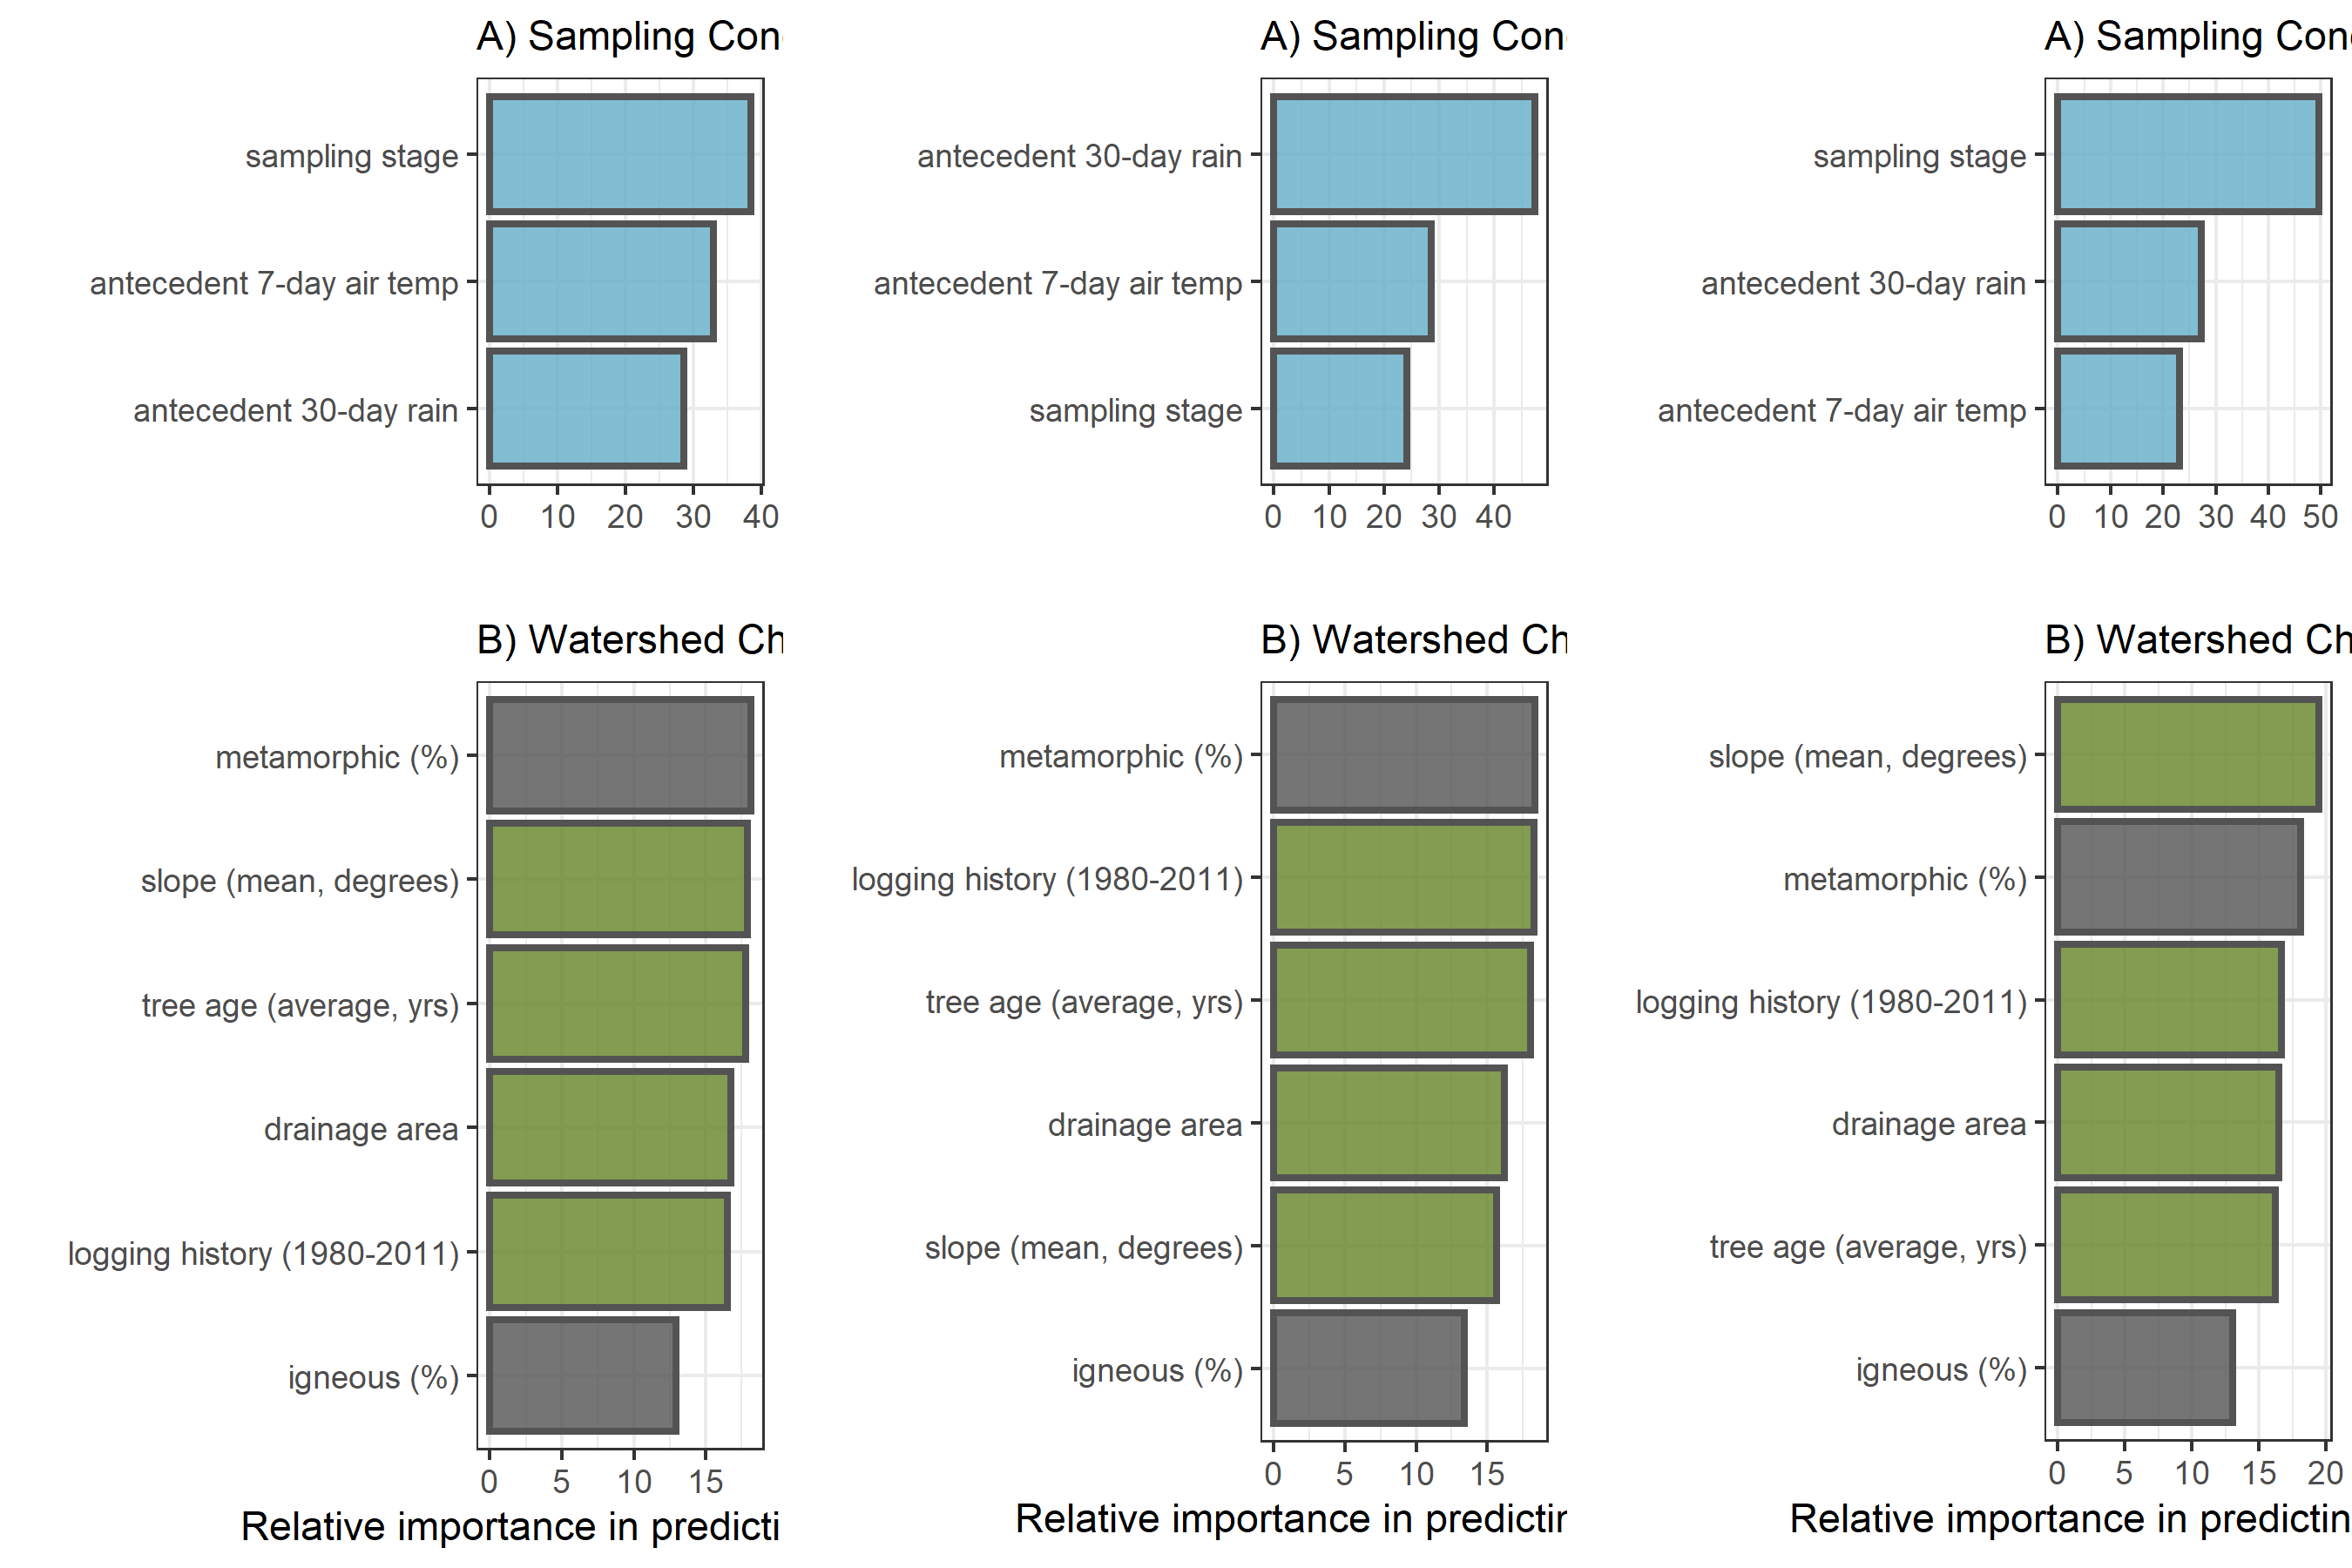 A) Sampling Con
sampling stage
antecedent 7-day air temp
antecedent 30-day rain
0 10 20 30 40
B) Watershed Ch
metamorphic (%)
slope (mean, degrees)
tree age (average, yrs)
drainage area
logging history (1980-2011)
igneous (%)
0 5 10 15
Relative importance in predicti
A) Sampling Con
antecedent 30-day rain
antecedent 7-day air temp
sampling stage
0 10 20 30 40
B) Watershed Ch
metamorphic (%)
logging history (1980-2011)
tree age (average, yrs)
drainage area
slope (mean, degrees)
igneous (%)
0 5 10 15
Relative importance in predictin
A) Sampling Con
sampling stage
antecedent 30-day rain
antecedent 7-day air temp
0 10 20 30 40 50
B) Watershed Ch
slope (mean, degrees)
metamorphic (%)
logging history (1980-2011)
drainage area
tree age (average, yrs)
igneous (%)
0 5 10 15 20
Relative importance in predictin